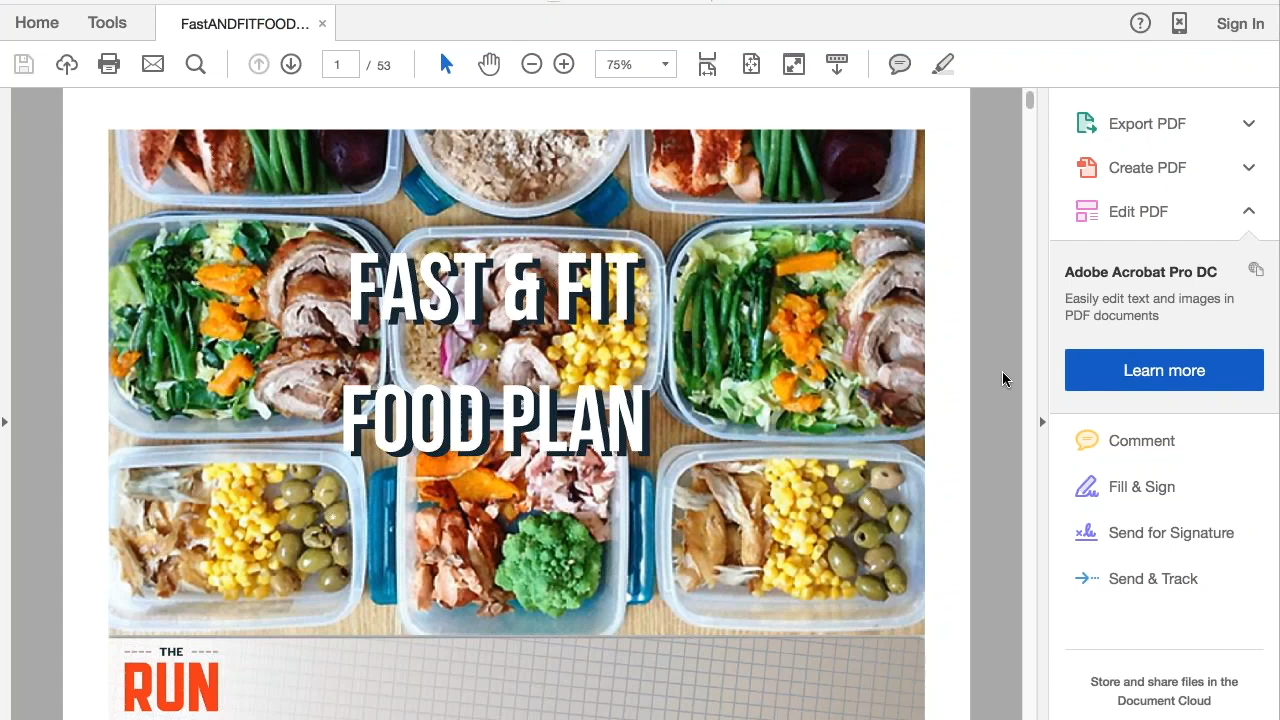 Home Tools FastANDFITFOOD... × Sign In
1 / 53 75%
Export PDF
Create PDF
Edit PDF
Adobe Acrobat Pro DC
Easily edit text and images in
PDF documents
Learn more
Comment
Fill & Sign
Send for Signature
Send & Track
Store and share files in the
Document Cloud
FAST & FIT
FOOD PLAN
THE
RUN